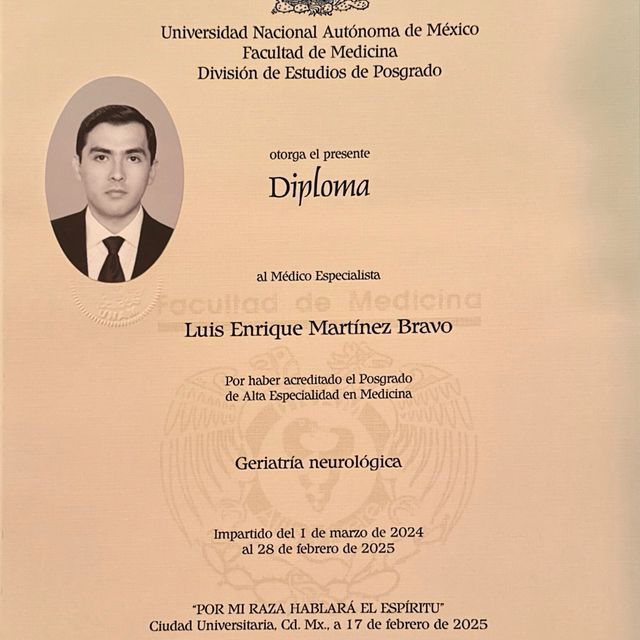 Universidad Nacional Autónoma de México
Facultad de Medicina
División de Estudios de Posgrado
otorga el presente
Diploma
al Médico Especialista
Facultad de Medicina
Luis Enrique Martínez Bravo
Por haber acreditado el Posgrado
de Alta Especialidad en Medicina
Geriatría neurológica
Impartido del 1 de marzo de 2024
al 28 de febrero de 2025
“POR MI RAZA HABLARÁ EL ESPÍRITU”
Ciudad Universitaria, Cd. Mx., a 17 de febrero de 2025